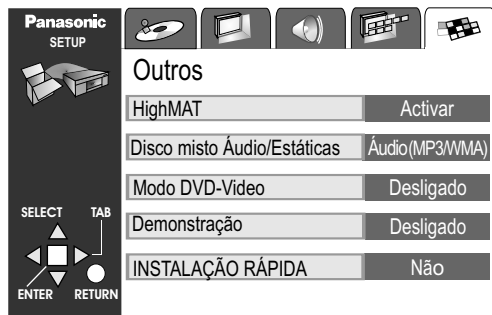 Panasonic
SETUP
Outros
HighMAT Activar
Disco misto Áudio/Estáticas Áudio(MP3/WMA)
Modo DVD-Video Desligado
Demonstração Desligado
INSTALAÇÃO RÁPIDA Não
SELECT TAB
ENTER RETURN